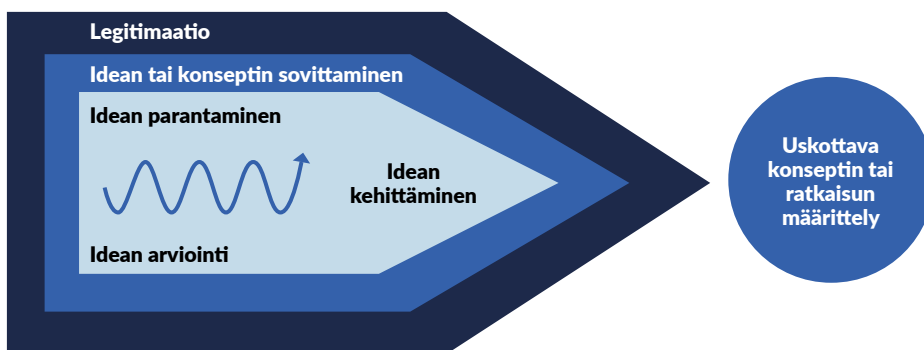 Legitimaatio
Idean tai konseptin sovittaminen
Idean parantaminen
Idean
kehittäminen
Idean arviointi
Uskottava
konseptin tai
ratkaisun
määrittely